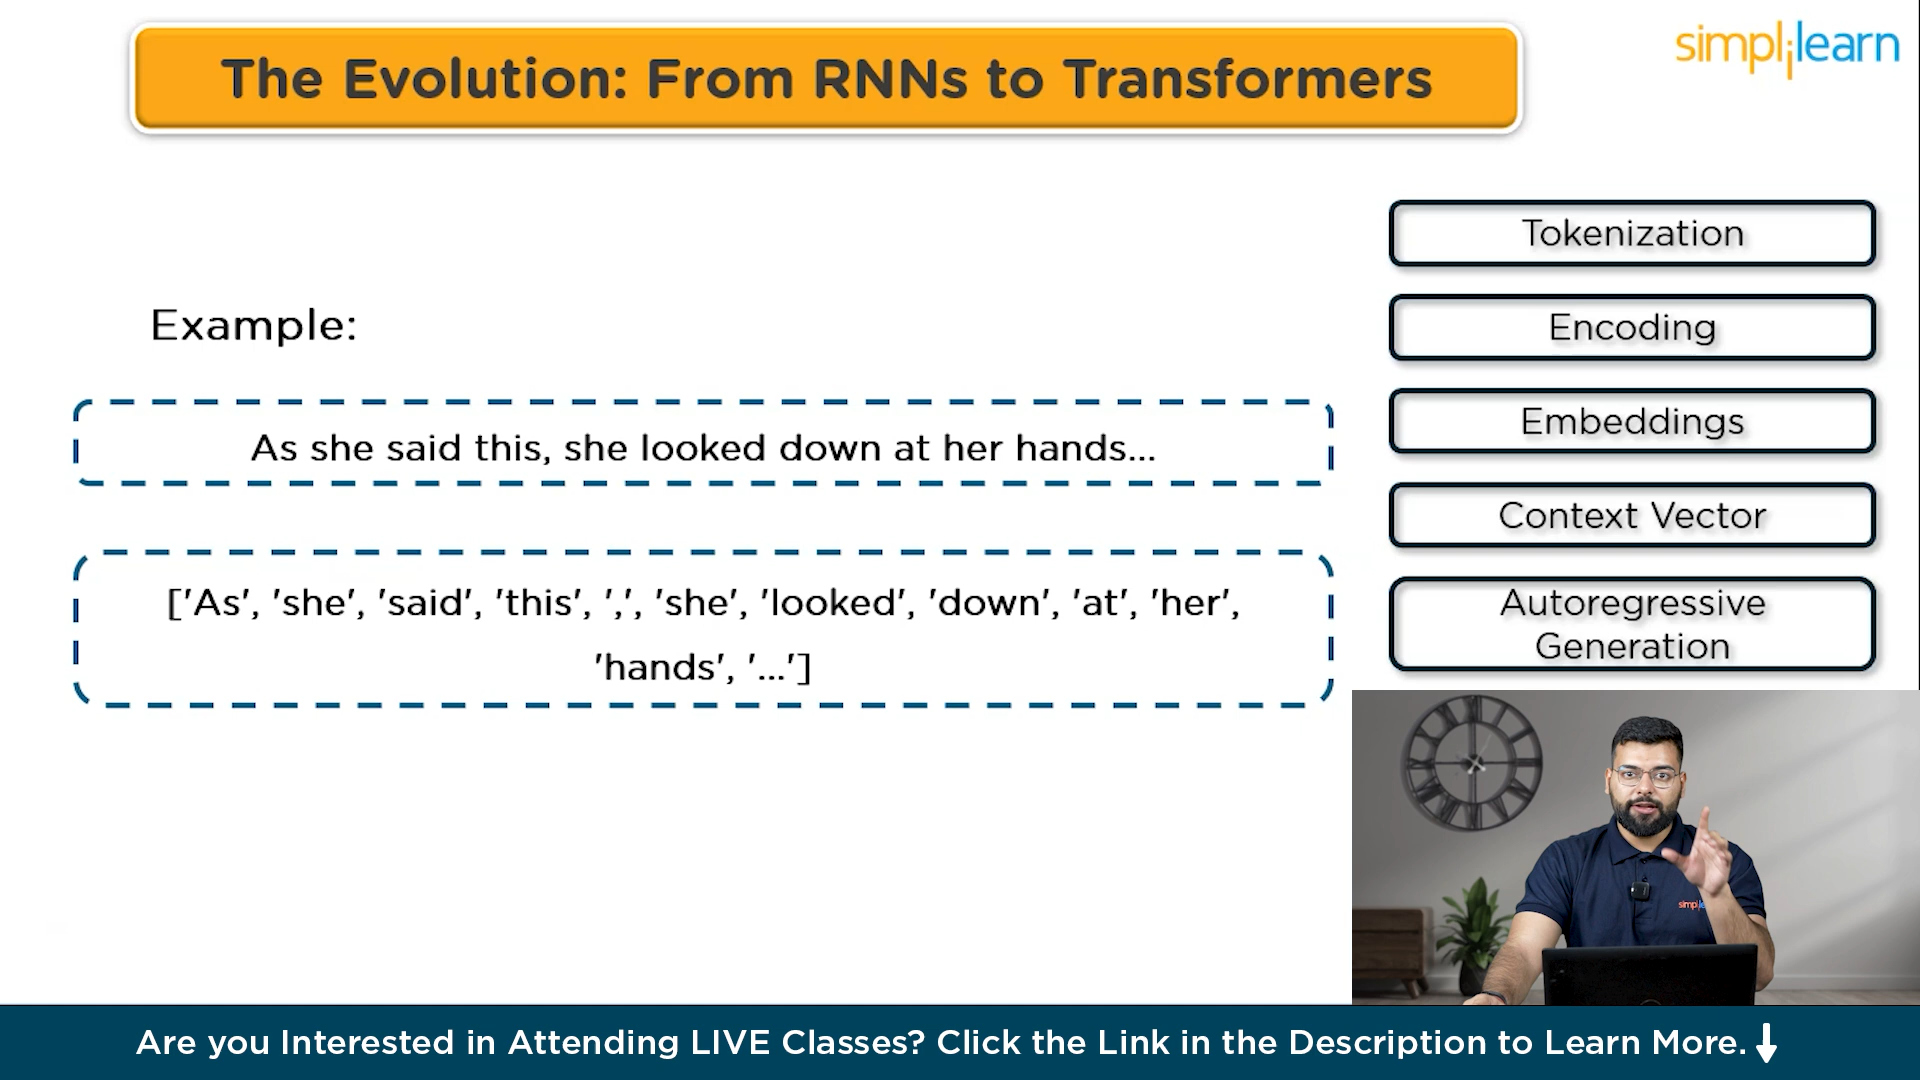 The Evolution: From RNNs to Transformers
simplilearn
Example:
As she said this, she looked down at her hands...
['As', 'she', 'said', 'this', ',', 'she', 'looked', 'down', 'at', 'her',
'hands', '...']
Tokenization
Encoding
Embeddings
Context Vector
Autoregressive
Generation
Are you Interested in Attending LIVE Classes? Click the Link in the Description to Learn More.